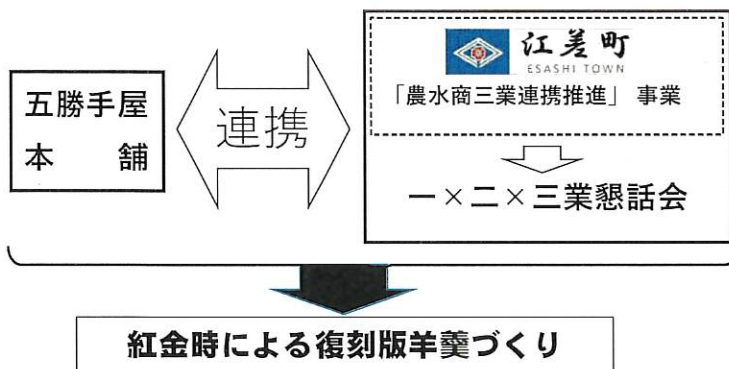 五勝手屋
本 舗
連携
江差町
ESASHI TOWN
「農水商三業連携推進」 事業
一×二×三業懇話会
紅金時による復刻版羊羹づくり